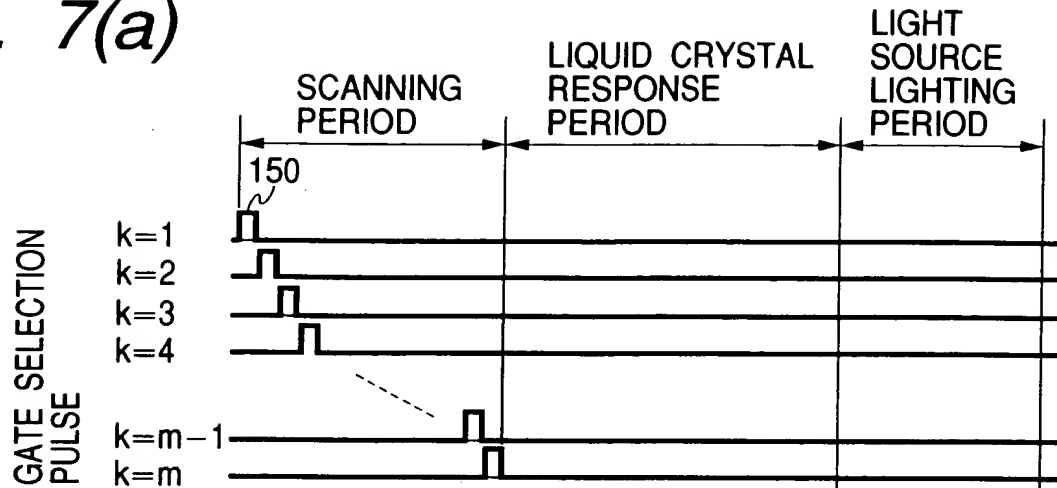 . 7(a)
SCANNING
PERIOD
LIQUID CRYSTAL
RESPONSE
PERIOD
LIGHT
SOURCE
LIGHTING
PERIOD
150
GATE SELECTION
PULSE
k=1
k=2
k=3
k=4
k=m-1
k=m